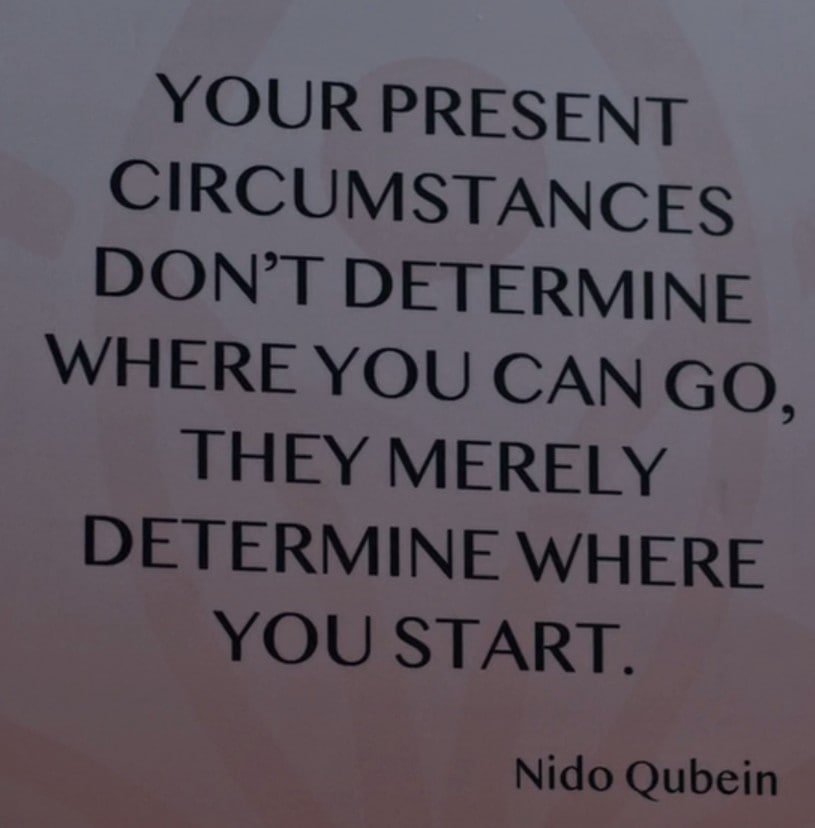 YOUR PRESENT
CIRCUMSTANCES
DON’T DETERMINE
WHERE YOU CAN GO,
THEY MERELY
DETERMINE WHERE
YOU START.
Nido Qubein